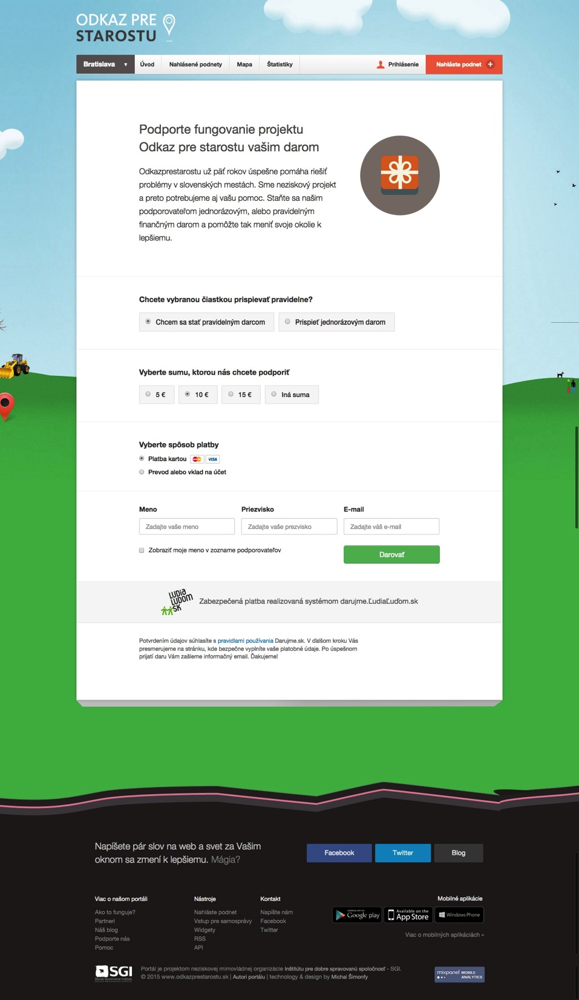 ODKAZ PRE
STAROSTU
Bratislava ▼ Úvod Nahlásené podnety Mapa Štatistiky Prihlásenie Nahláste podnet +
Podporte fungovanie projektu
Odkaz pre starostu vašim darom
Odkazprestarostu už päť rokov úspešne pomáha riešiť
problémy v slovenských mestách. Sme neziskový projekt
a preto potrebujeme aj vašu pomoc. Staňte sa našim
podporovateľom jednorázovým, alebo pravidelným
finančným darom a pomôžte tak meniť svoje okolie k
lepšiemu.
Chcete vybranou čiastkou prispievať pravidelne?
Chcem sa stať pravidelným darcom Prispieť jednorázovým darom
Vyberte sumu, ktorou nás chcete podporiť
5 € 10 € 15 € Iná suma
Vyberte spôsob platby
Platba kartou MasterCard VISA
Prevod alebo vklad na účet
Meno Priezvisko E-mail
Zadajte vaše meno Zadajte vaše prezvisko Zadajte váš e-mail
Zobraziť moje meno v zozname podporovateľov Darovať
ĽUDIA
ĽUĎOM
SK
Zabezpečená platba realizovaná systémom darujme.ĽudiaĽuďom.sk
Potvrdením údajov súhlasíte s pravidlami používania Darujme.sk. V ďalšom kroku Vás
presmerujeme na stránku, kde bezpečne vyplníte vaše platobné údaje. Po úspešnom
prijatí daru Vám zašleme informačný email. Ďakujeme!
Napíšete pár slov na web a svet za Vašim
oknom sa zmení k lepšiemu. Mágia?
Facebook Twitter Blog
Viac o našom portáli
Ako to funguje?
Partneri
Náš blog
Podporte nás
Pomoc
Nástroje
Nahláste podnet
Vstup pre samosprávy
Widgety
RSS
API
Kontakt
Napíšte nám
Facebook
Twitter
Mobilné aplikácie
ANDROID APP ON
Google play
Available on the
App Store
Windows Phone
Viac o mobilných aplikáciách »
SGI
Slovak Governance Institute
Portál je projektom neziskovej mimovládnej organizácie Inštitútu pre dobre spravovanú spoločnosť - SGI.
© 2015 www.odkazprestarostu.sk | Autori portálu | technology & design by Michal Šimonfy
mixpanel MOBILE
ANALYTICS